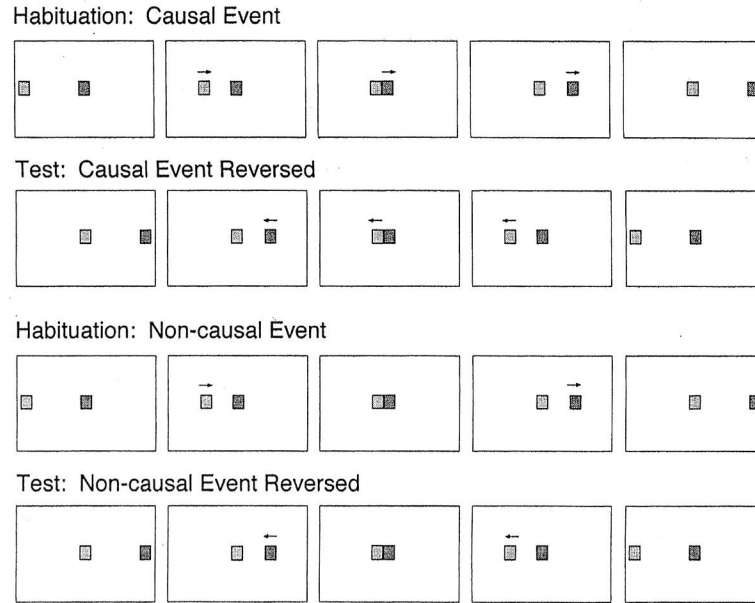 Habituation: Causal Event
Test: Causal Event Reversed
Habituation: Non-causal Event
Test: Non-causal Event Reversed